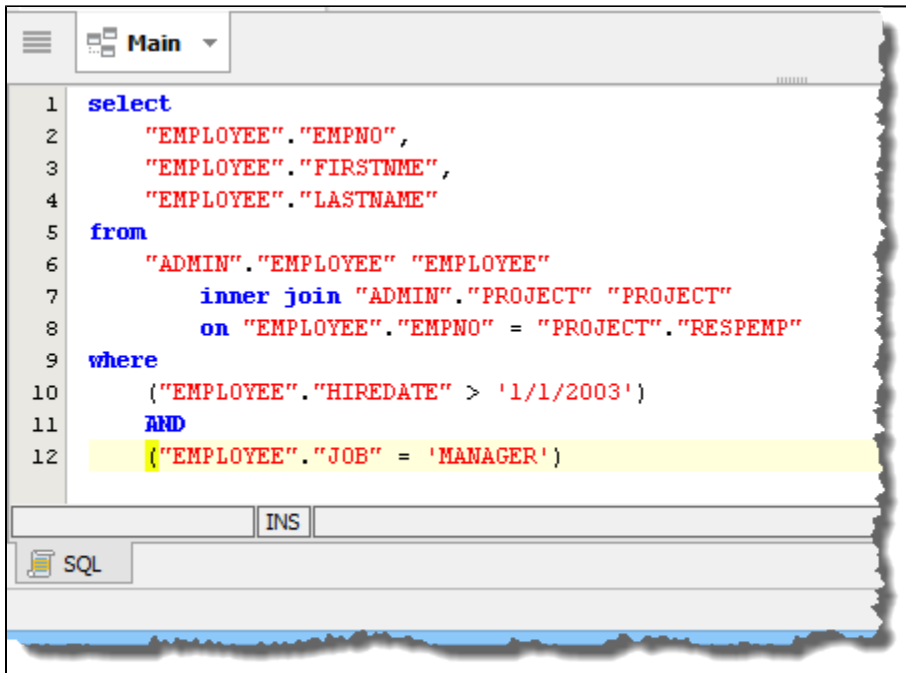 Main
1 select
2 "EMPLOYEE"."EMPNO",
3 "EMPLOYEE"."FIRSTNME",
4 "EMPLOYEE"."LASTNAME"
5 from
6 "ADMIN"."EMPLOYEE" "EMPLOYEE"
7 inner join "ADMIN"."PROJECT" "PROJECT"
8 on "EMPLOYEE"."EMPNO" = "PROJECT"."RESPEMP"
9 where
10 ("EMPLOYEE"."HIREDATE" > '1/1/2003')
11 AND
12 ("EMPLOYEE"."JOB" = 'MANAGER')
INS
SQL